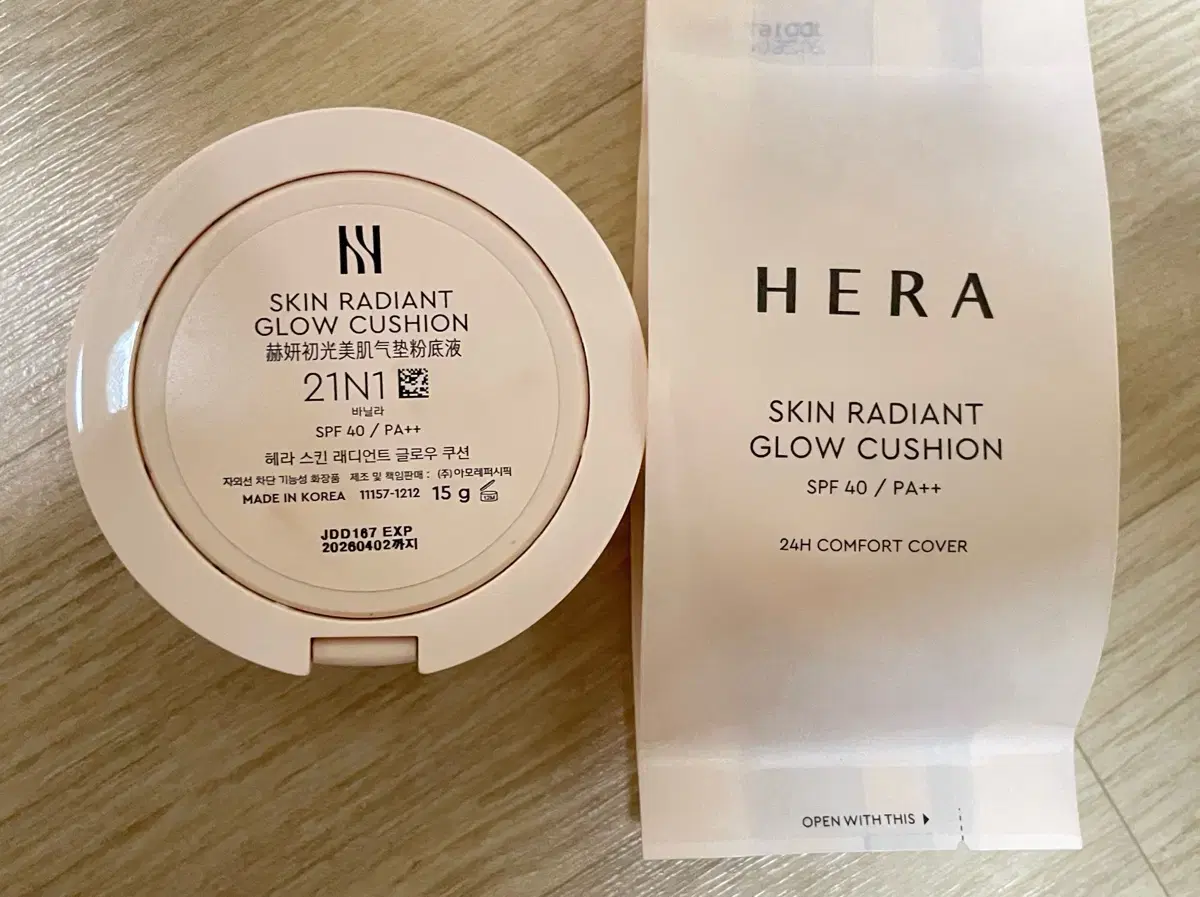 SKIN RADIANT
GLOW CUSHION
赫妍初光美肌气垫粉底液
21N1
바닐라
SPF 40 / PA++
헤라 스킨 래디언트 글로우 쿠션
자외선 차단 기능성 화장품 제조 및 책임판매 : (주)아모레퍼시픽
MADE IN KOREA 11157-1212 15 g 12M
JDD167 EXP
20260402까지
HERA
SKIN RADIANT
GLOW CUSHION
SPF 40 / PA++
24H COMFORT COVER
OPEN WITH THIS